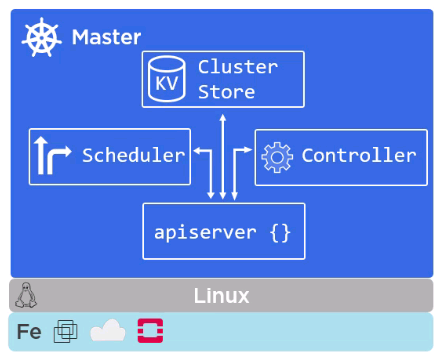 Master
KV
Cluster
Store
Scheduler
Controller
apiserver {}
Linux
Fe